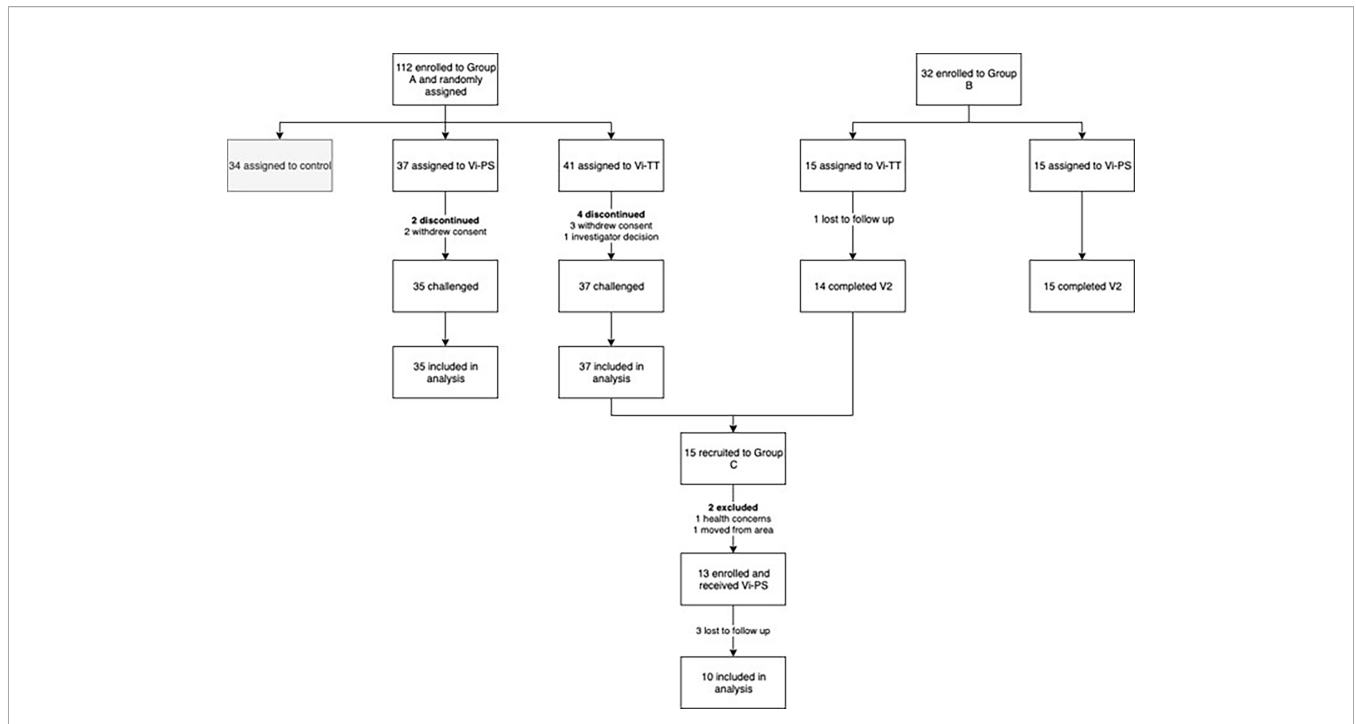 112 enrolled to Group
A and randomly
assigned
32 enrolled to Group
B
34 assigned to control
37 assigned to Vi-PS
41 assigned to Vi-TT
15 assigned to Vi-TT
15 assigned to Vi-PS
2 discontinued
2 withdrew consent
4 discontinued
3 withdrew consent
1 investigator decision
1 lost to follow up
35 challenged
37 challenged
14 completed V2
15 completed V2
35 included in
analysis
37 included in
analysis
15 recruited to Group
C
2 excluded
1 health concerns
1 moved from area
13 enrolled and
received Vi-PS
3 lost to follow up
10 included in
analysis